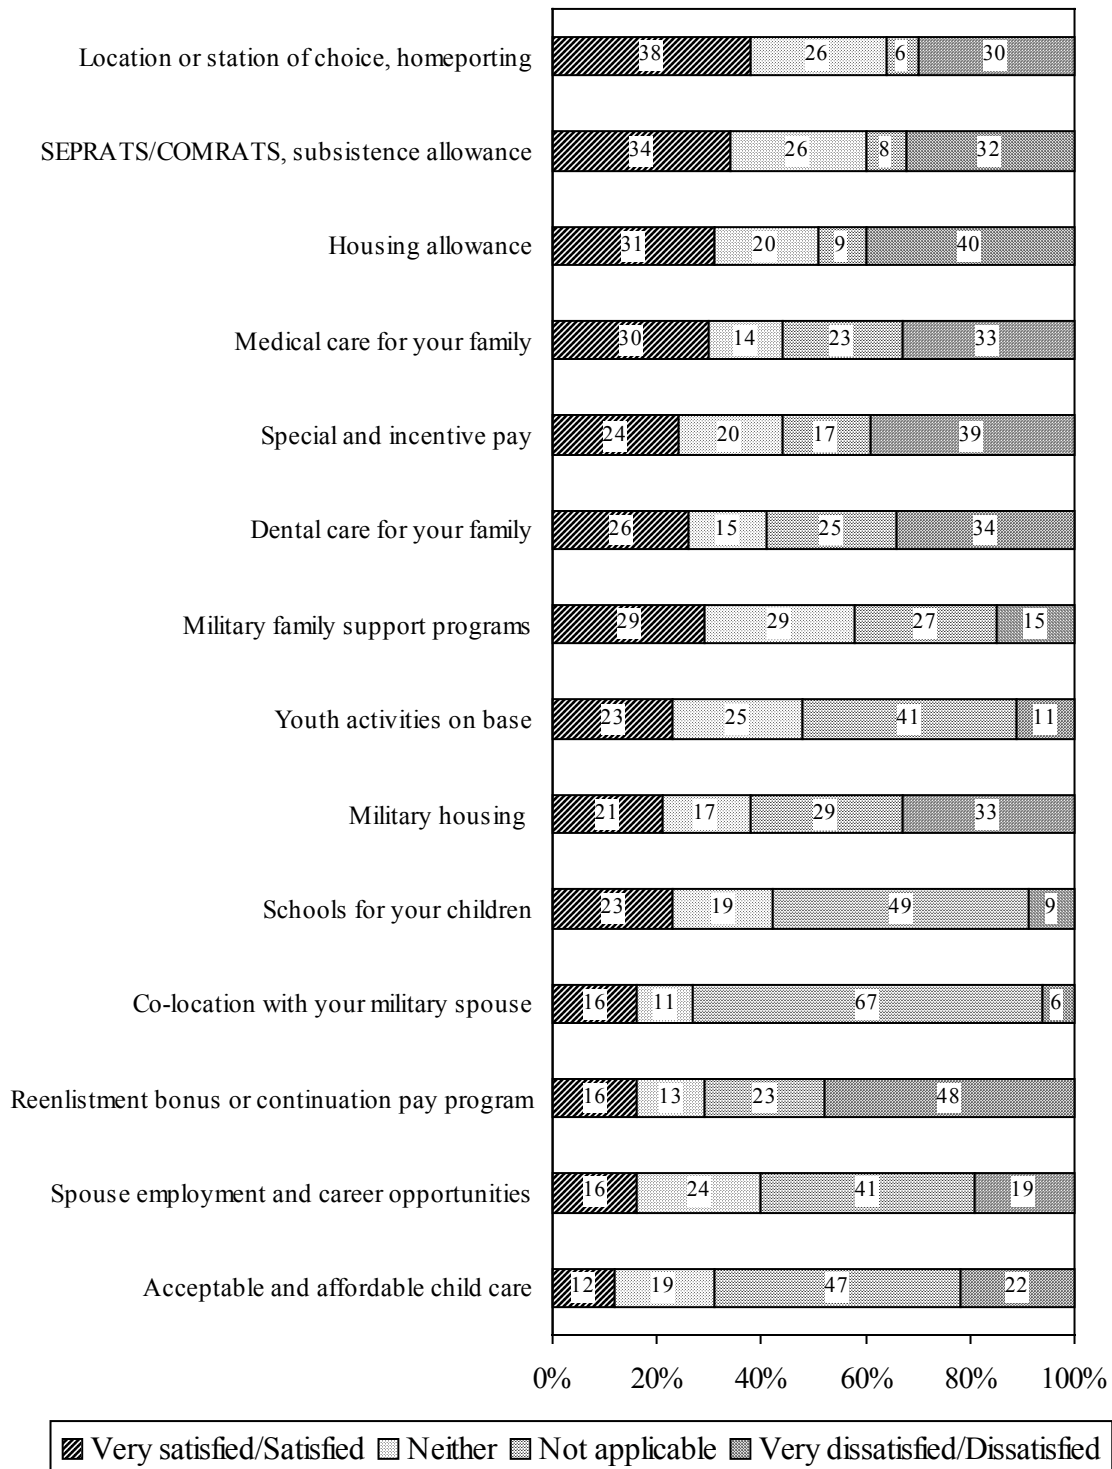 Location or station of choice, homeporting 38 26 6 30
SEPRATS/COMRATS, subsistence allowance 34 26 8 32
Housing allowance 31 20 9 40
Medical care for your family 30 14 23 33
Special and incentive pay 24 20 17 39
Dental care for your family 26 15 25 34
Military family support programs 29 29 27 15
Youth activities on base 23 25 41 11
Military housing 21 17 29 33
Schools for your children 23 19 49 9
Co-location with your military spouse 16 11 67 6
Reenlistment bonus or continuation pay program 16 13 23 48
Spouse employment and career opportunities 16 24 41 19
Acceptable and affordable child care 12 19 47 22
0% 20% 40% 60% 80% 100%
Very satisfied/Satisfied Neither Not applicable Very dissatisfied/Dissatisfied